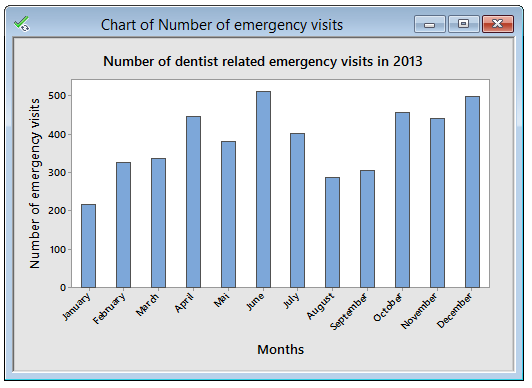 Chart of Number of emergency visits
Number of dentist related emergency visits in 2013
Number of emergency visits
500
400
300
200
100
0
January
February
March
April
Mai
June
July
August
September
October
November
December
Months